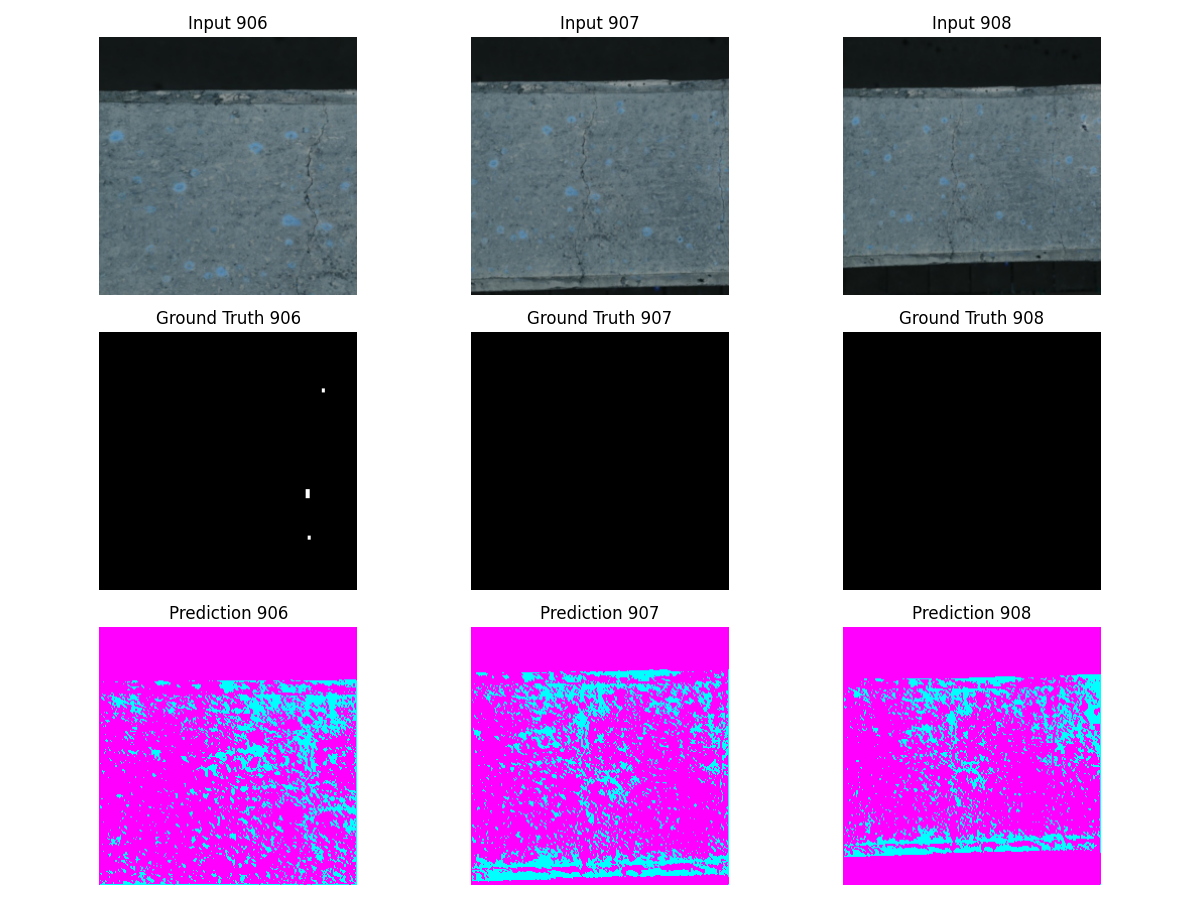 Input 906
Input 907
Input 908
Ground Truth 906
Ground Truth 907
Ground Truth 908
Prediction 906
Prediction 907
Prediction 908